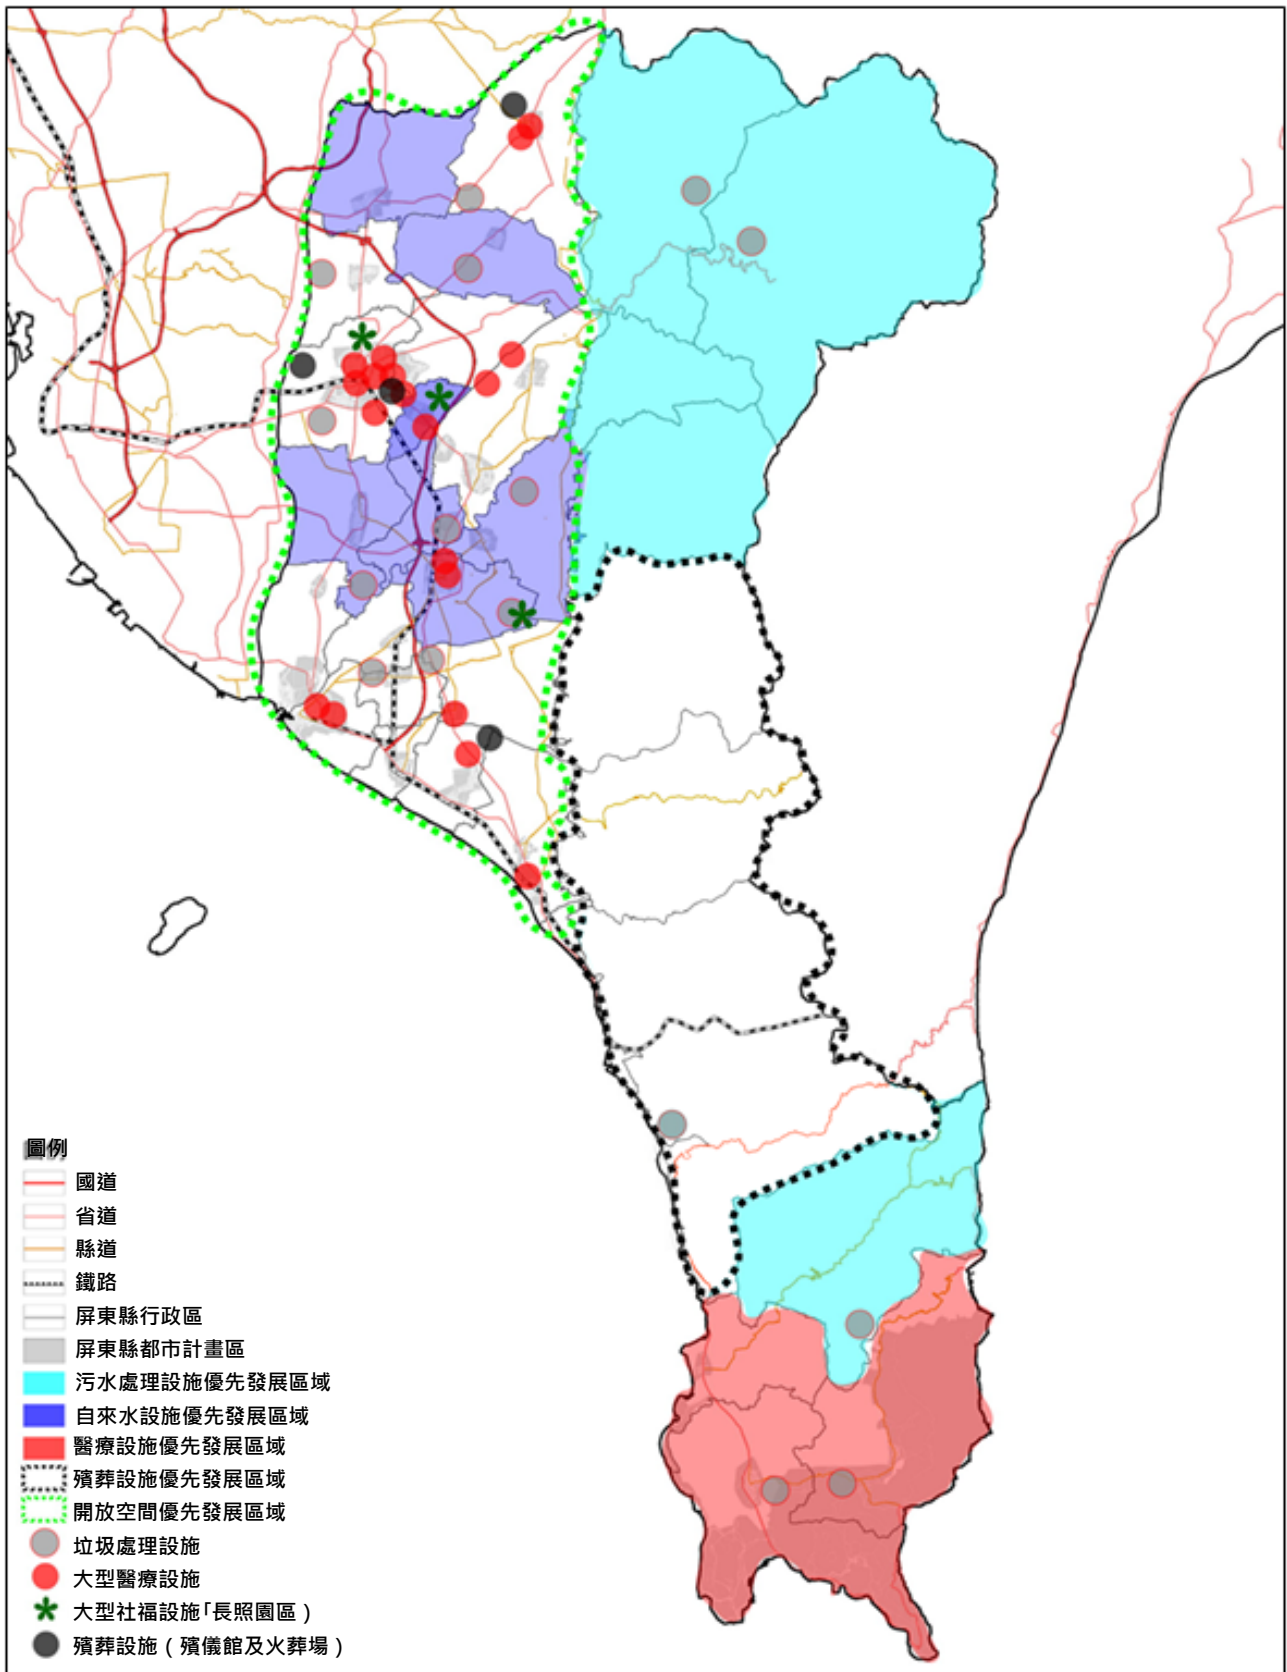 圖例
國道
省道
縣道
鐵路
屏東縣行政區
屏東縣都市計畫區
污水處理設施優先發展區域
自來水設施優先發展區域
醫療設施優先發展區域
殯葬設施優先發展區域
開放空間優先發展區域
垃圾處理設施
大型醫療設施
大型社福設施「長照園區)
殯葬設施(殯儀館及火葬場)